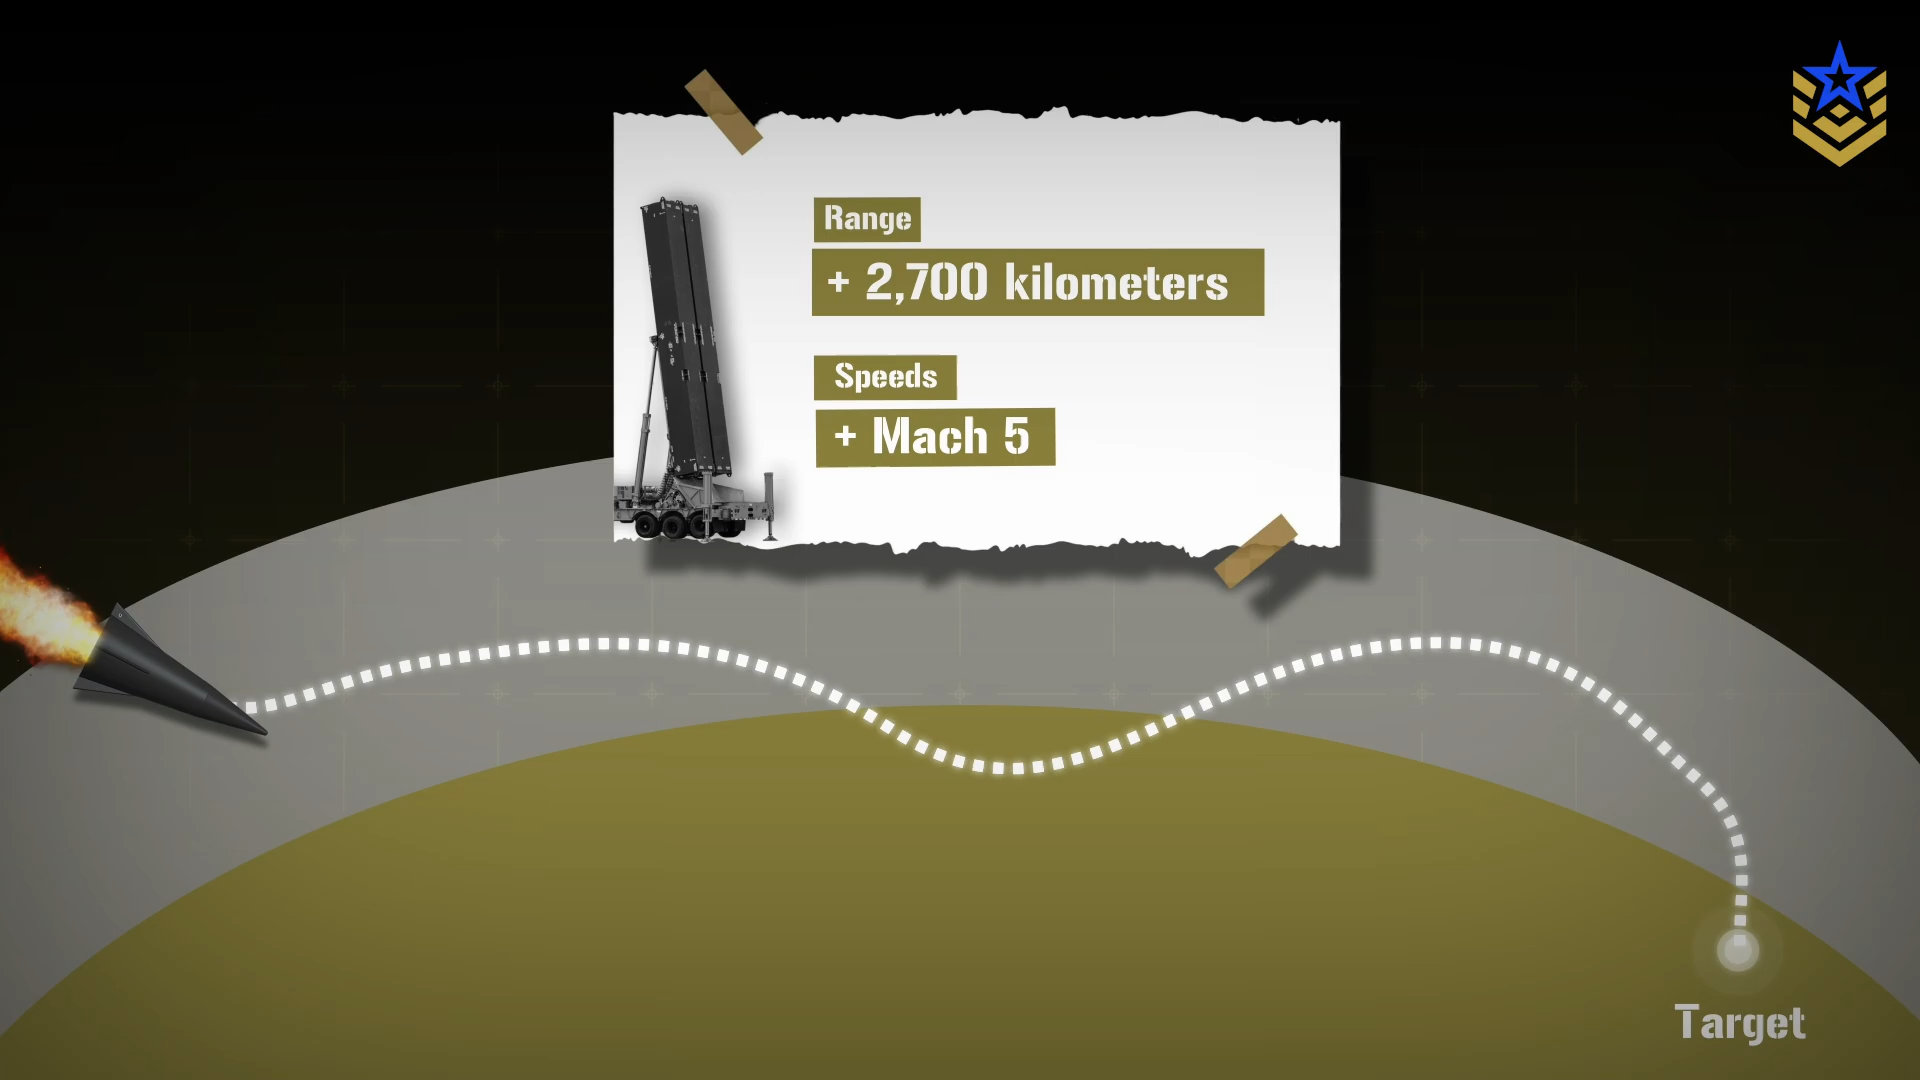 Range
+ 2,700 kilometers
Speeds
+ Mach 5
Target